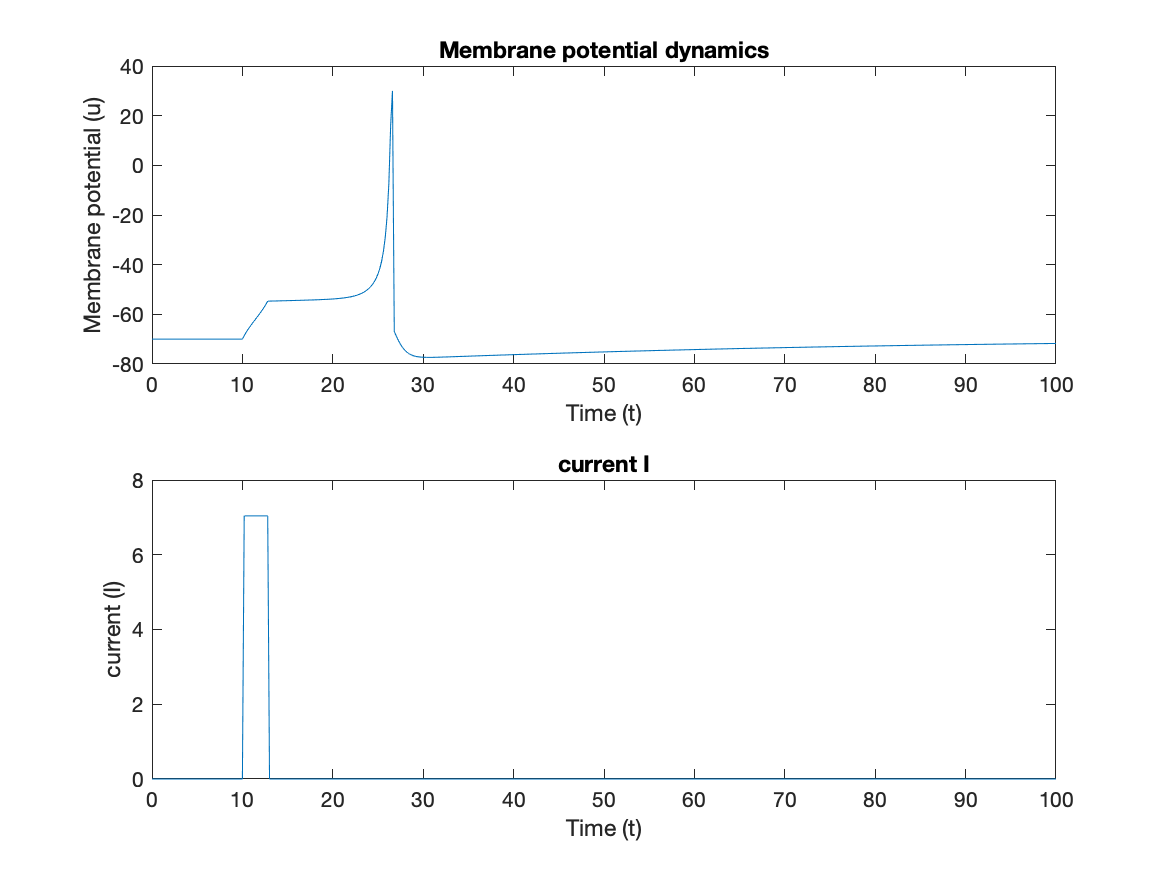 Membrane potential dynamics
Membrane potential (u)
40
20
0
-20
-40
-60
-80
0 10 20 30 40 50 60 70 80 90 100
Time (t)
current I
current (I)
8
6
4
2
0
0 10 20 30 40 50 60 70 80 90 100
Time (t)